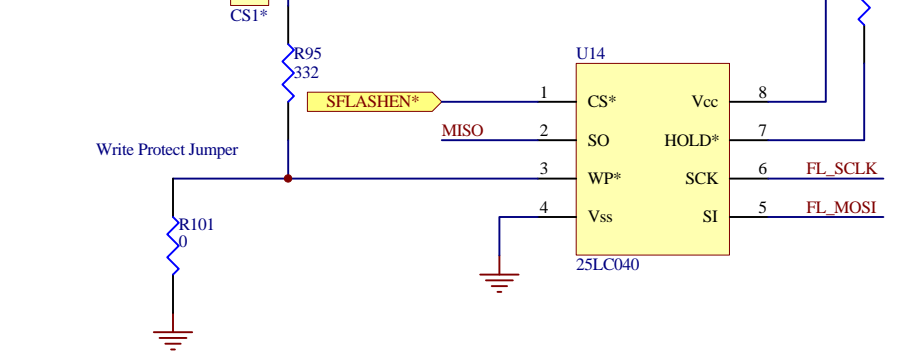 CS1*
R95
332
U14
SFLASHEN*
1
CS*
Vcc
8
MISO
2
SO
HOLD*
7
Write Protect Jumper
3
WP*
SCK
6
FL_SCLK
4
Vss
SI
5
FL_MOSI
R101
0
25LC040